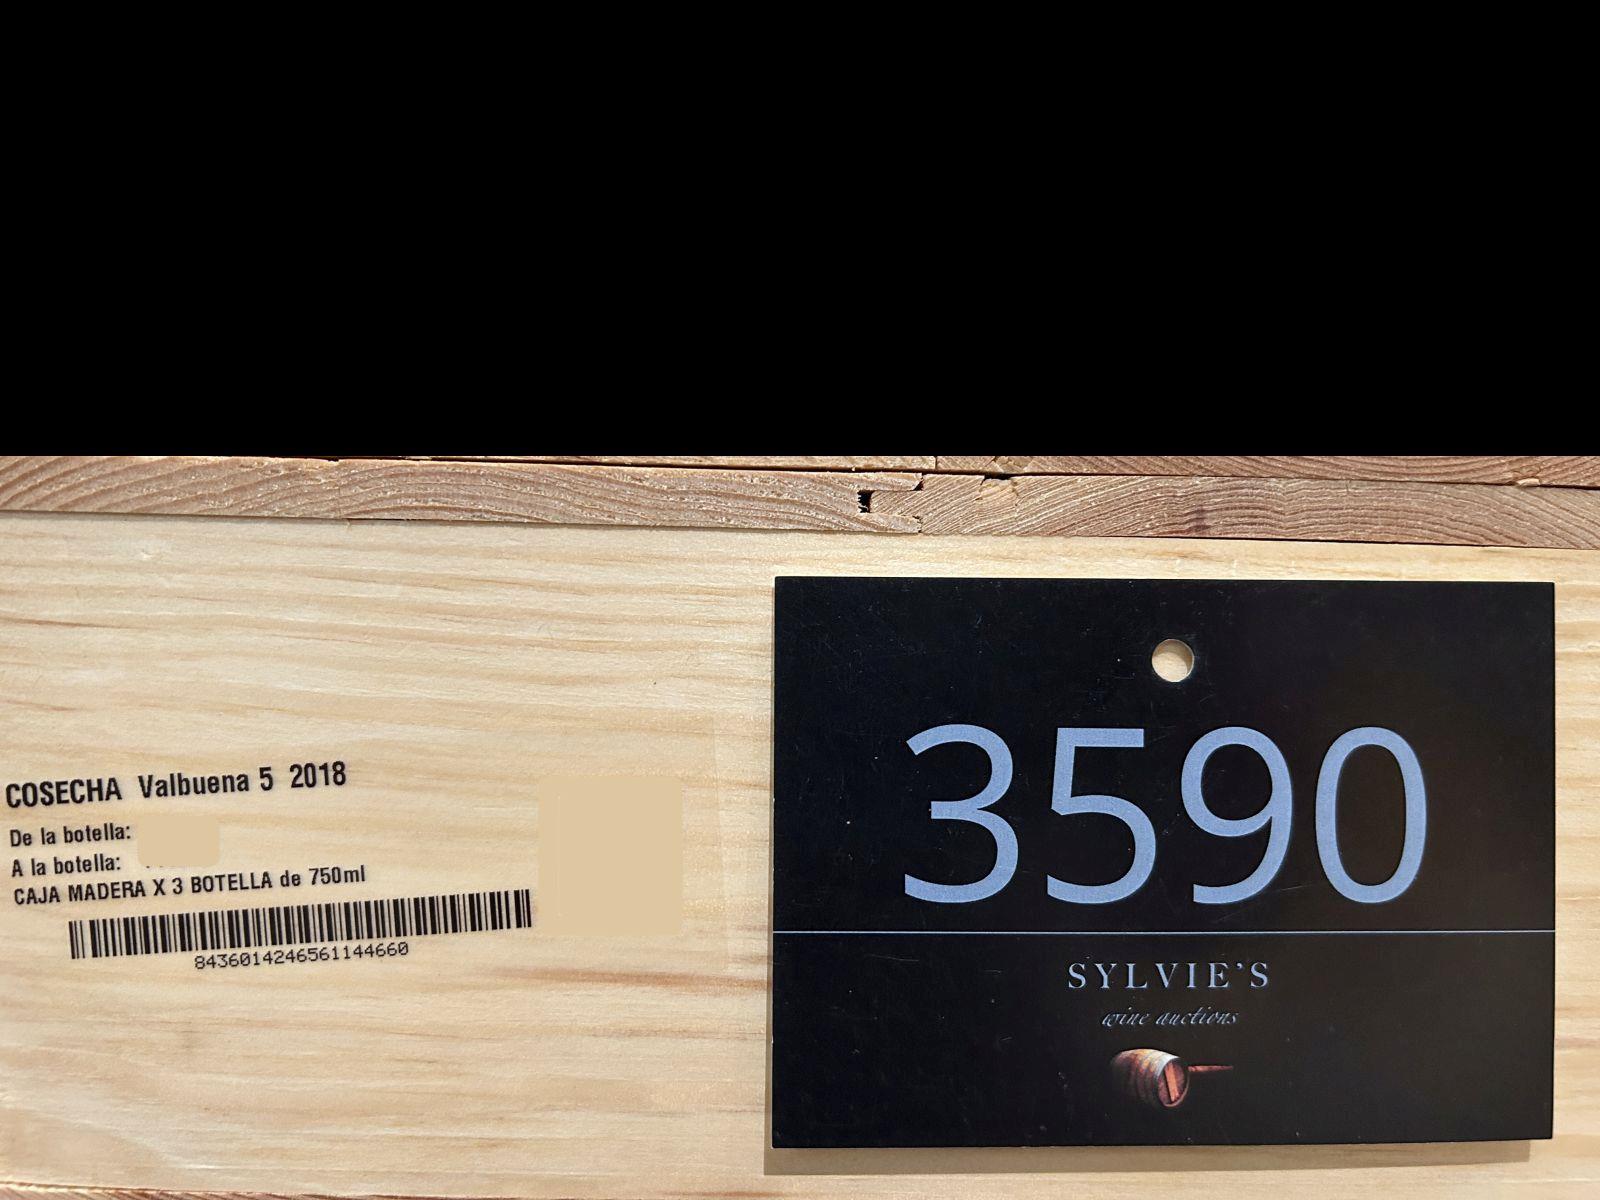 COSECHA Valbuena 5 2018
De la botella:
A la botella:
CAJA MADERA X 3 BOTELLA de 750ml
8436014246561144660
3590
SYLVIE'S
wine auctions